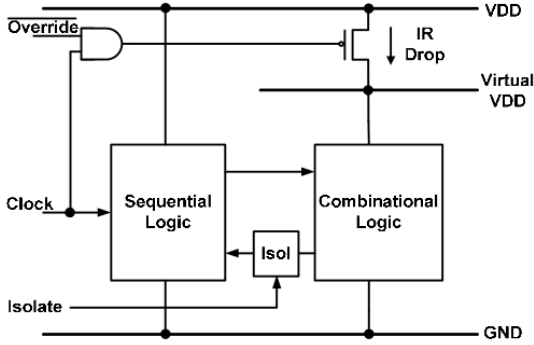 VDD
Override
IR
Drop
Virtual
VDD
Clock
Sequential
Logic
Combinational
Logic
Isol
Isolate
GND